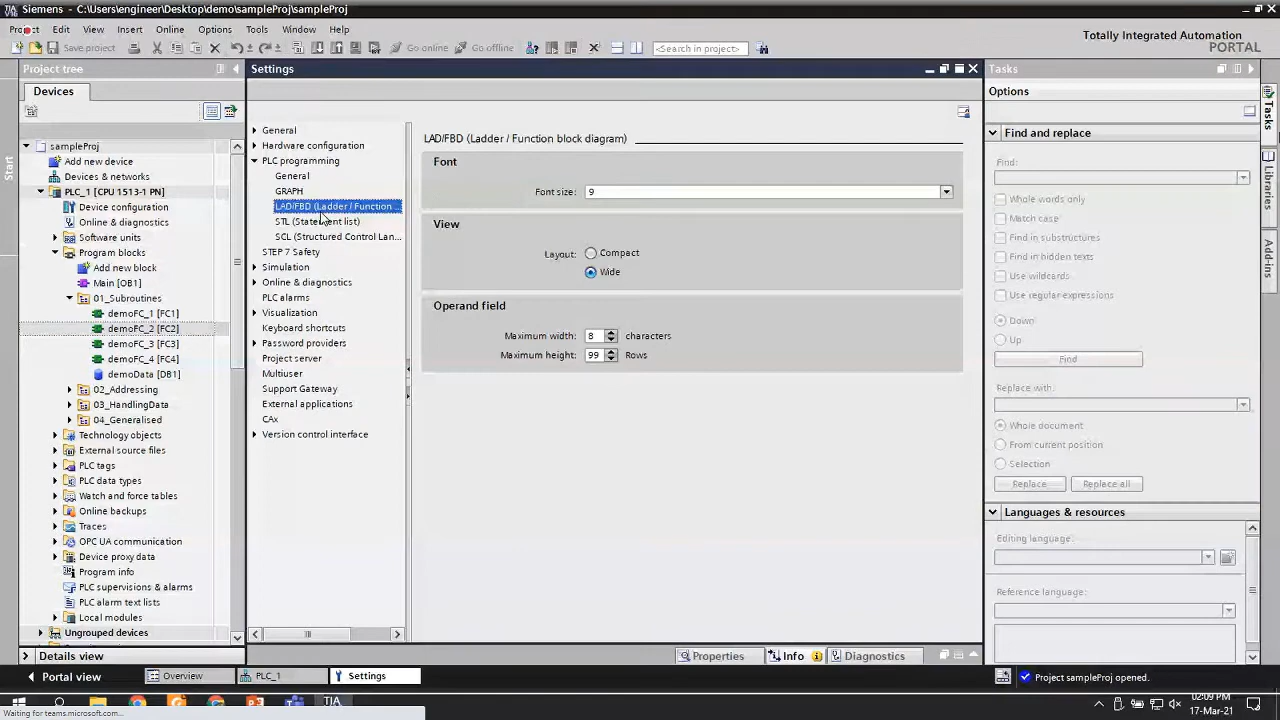 Siemens - C:\Users\engineer\Desktop\demo\sampleProj\sampleProj
Project Edit View Insert Online Options Tools Window Help
Totally Integrated Automation
PORTAL
Save project
Go online
Go offline
<Search in project>
Project tree
Devices
Start
sampleProj
Add new device
Devices & networks
PLC_1 [CPU 1513-1 PN]
Device configuration
Online & diagnostics
Software units
Program blocks
Add new block
Main [OB1]
01_Subroutines
demoFC_1 [FC1]
demoFC_2 [FC2]
demoFC_3 [FC3]
demoFC_4 [FC4]
demoData [DB1]
02_Addressing
03_HandlingData
04_Generalised
Technology objects
External source files
PLC tags
PLC data types
Watch and force tables
Online backups
Traces
OPC UA communication
Device proxy data
Program info
PLC supervisions & alarms
PLC alarm text lists
Local modules
Ungrouped devices
Details view
Settings
General
Hardware configuration
PLC programming
General
GRAPH
LAD/FBD (Ladder / Function ...
STL (Statement list)
SCL (Structured Control Lan...
STEP 7 Safety
Simulation
Online & diagnostics
PLC alarms
Visualization
Keyboard shortcuts
Password providers
Project server
Multiuser
Support Gateway
External applications
CAx
Version control interface
LAD/FBD (Ladder / Function block diagram)
Font
Font size: 9
View
Layout: Compact
Wide
Operand field
Maximum width: 8 characters
Maximum height: 99 Rows
Properties
Info
Diagnostics
Tasks
Options
Find and replace
Find:
Whole words only
Match case
Find in substructures
Find in hidden texts
Use wildcards
Use regular expressions
Down
Up
Find
Replace with:
Whole document
From current position
Selection
Replace
Replace all
Languages & resources
Editing language:
Reference language:
Tasks
Libraries
Add-ins
Portal view
Overview
PLC_1
Settings
Project sampleProj opened.
02:09 PM
17-Mar-21
Waiting for teams.microsoft.com...